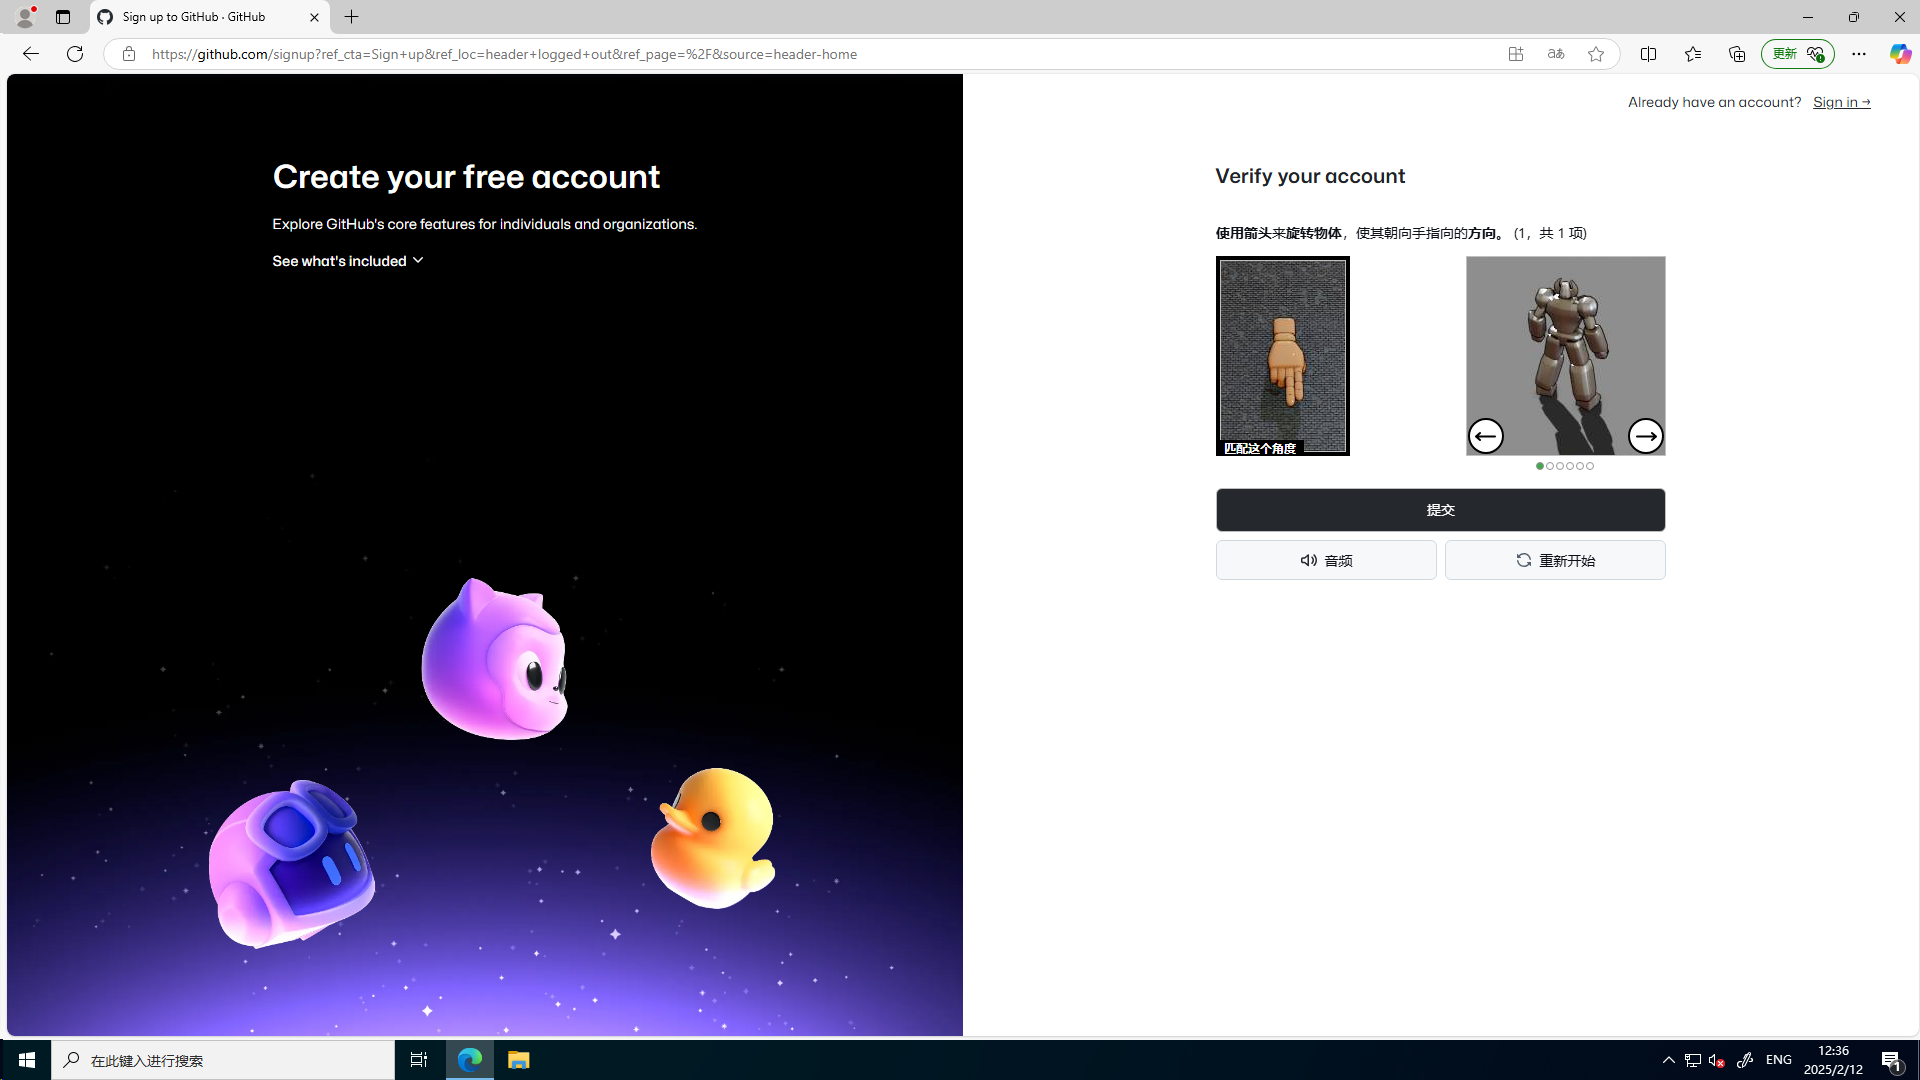 Sign up to GitHub · GitHub
https://github.com/signup?ref_cta=Sign+up&ref_loc=header+logged+out&ref_page=%2F&source=header-home
aあ
更新
Already have an account? Sign in →
Create your free account
Explore GitHub's core features for individuals and organizations.
See what's included
Verify your account
使用箭头来旋转物体，使其朝向手指向的方向。 (1，共 1 项)
匹配这个角度
提交
音频
重新开始
在此键入进行搜索
ENG
12:36
2025/2/12
1